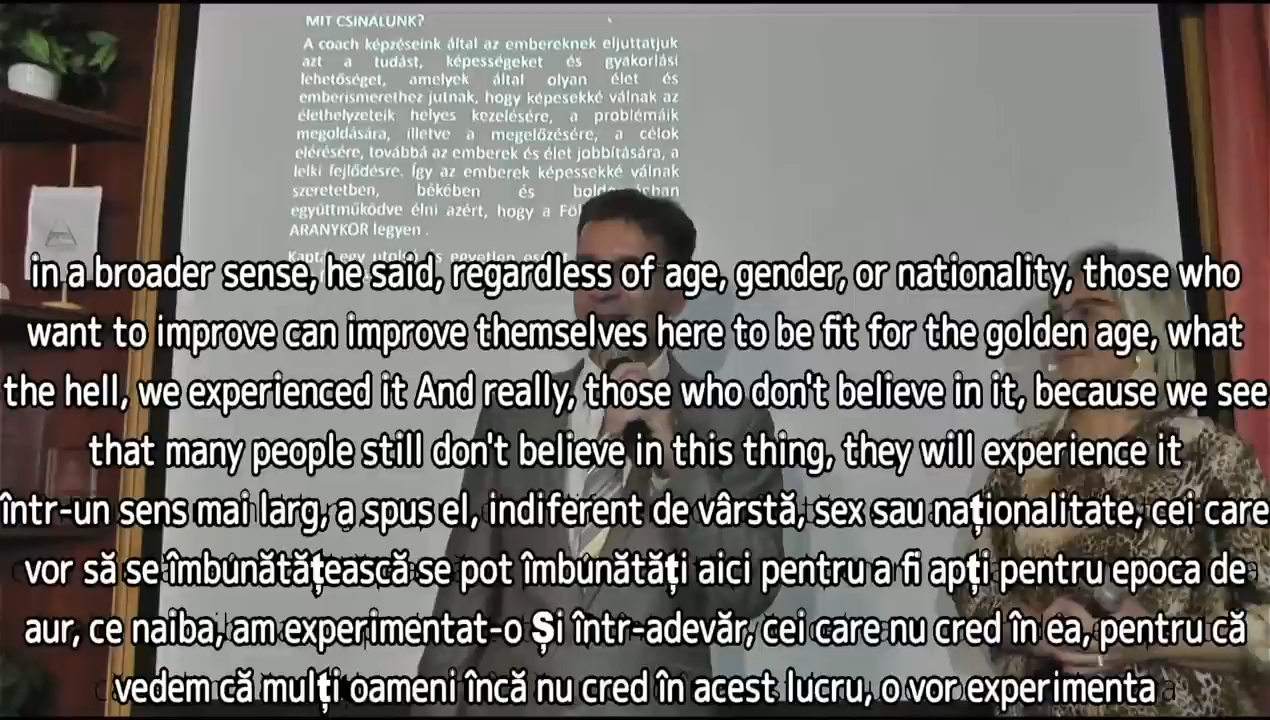 MIT CSINÁLUNK?
A coach képzéseink által az embereknek eljuttatjuk
azt a tudást, képességeket és gyakorlási
lehetőséget, amelyek által olyan élet és
emberismerethez jutnak, hogy képesekké válnak az
élethelyzeteik helyes kezelésére, a problémáik
megoldására, illetve a megelőzésére, a célok
elérésére, továbbá az emberek és élet jobbítására, a
lelki fejlődésre. Így az emberek képessekké válnak
szeretetben, békében és
együttműködve élni azért, hogy a
ARANYKOR legyen .
in a broader sense, he said, regardless of age, gender, or nationality, those who
want to improve can improve themselves here to be fit for the golden age, what
the hell, we experienced it And really, those who don't believe in it, because we see
that many people still don't believe in this thing, they will experience it
într-un sens mai larg, a spus el, indiferent de vârstă, sex sau naționalitate, cei care
vor să se îmbunătățească se pot îmbunătăți aici pentru a fi apți pentru epoca de
aur, ce naiba, am experimentat-o Și într-adevăr, cei care nu cred în ea, pentru că
vedem că mulți oameni încă nu cred în acest lucru, o vor experimenta